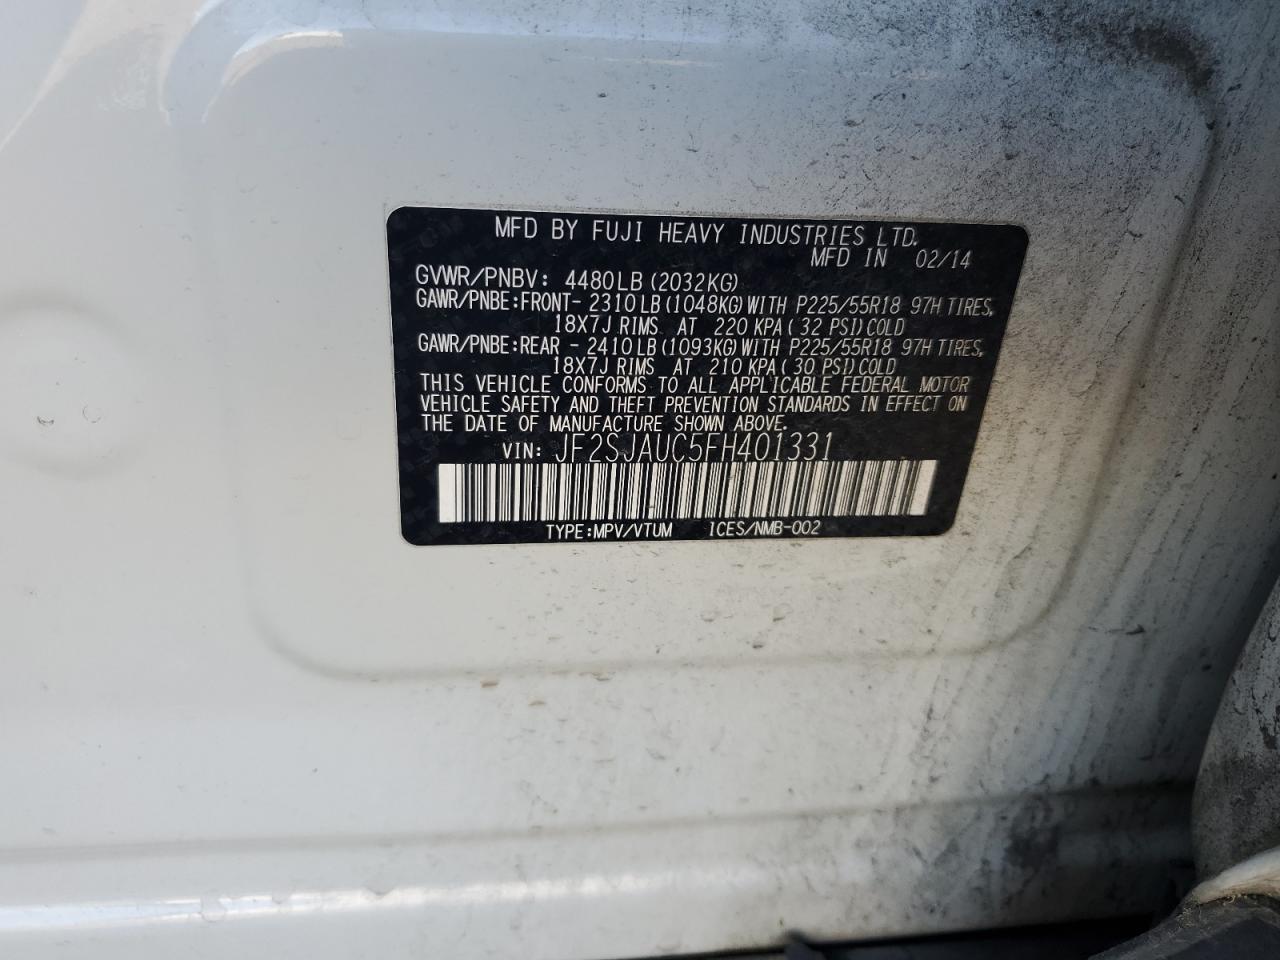 MFD BY FUJI HEAVY INDUSTRIES LTD.
MFD IN 02/14
GVWR/PNBV: 4480LB (2032KG)
GAWR/PNBE:FRONT- 2310LB (1048KG) WITH P225/55R18 97H TIRES,
18X7J RIMS AT 220 KPA ( 32 PSI) COLD
GAWR/PNBE:REAR - 2410LB (1093KG) WITH P225/55R18 97H TIRES,
18X7J RIMS AT 210 KPA ( 30 PSI) COLD
THIS VEHICLE CONFORMS TO ALL APPLICABLE FEDERAL MOTOR
VEHICLE SAFETY AND THEFT PREVENTION STANDARDS IN EFFECT ON
THE DATE OF MANUFACTURE SHOWN ABOVE.
VIN: JF2SJAUC5FH401331
TYPE:MPV/VTUM ICES/NMB-002